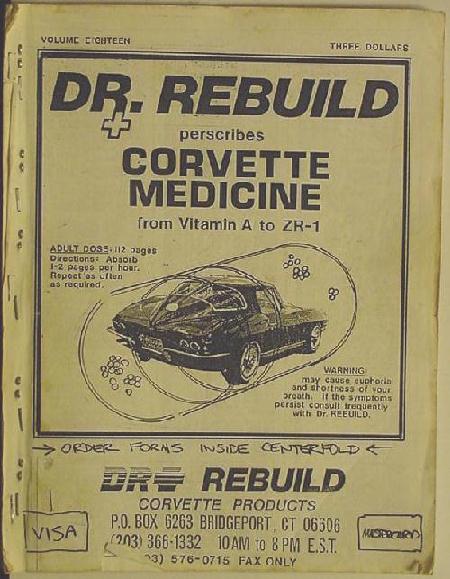 VOLUME EIGHTEEN
THREE DOLLARS
DR. REBUILD
perscribes
CORVETTE
MEDICINE
from Vitamin A to ZR-1
ADULT DOSE: 112 pages
Directions: Absorb
1-2 pages per hour.
Repeat as often
as required.
WARNING:
may cause euphoria
and shortness of your
breath. If the symptoms
persist consult frequently
with Dr. REBUILD.
→ ORDER FORMS INSIDE CENTERFOLD ←
DR REBUILD
CORVETTE PRODUCTS
P.O. BOX 6263 BRIDGEPORT, CT 06606
(203) 366-1332 10AM to 8PM E.S.T.
03) 576-0715 FAX ONLY
VISA